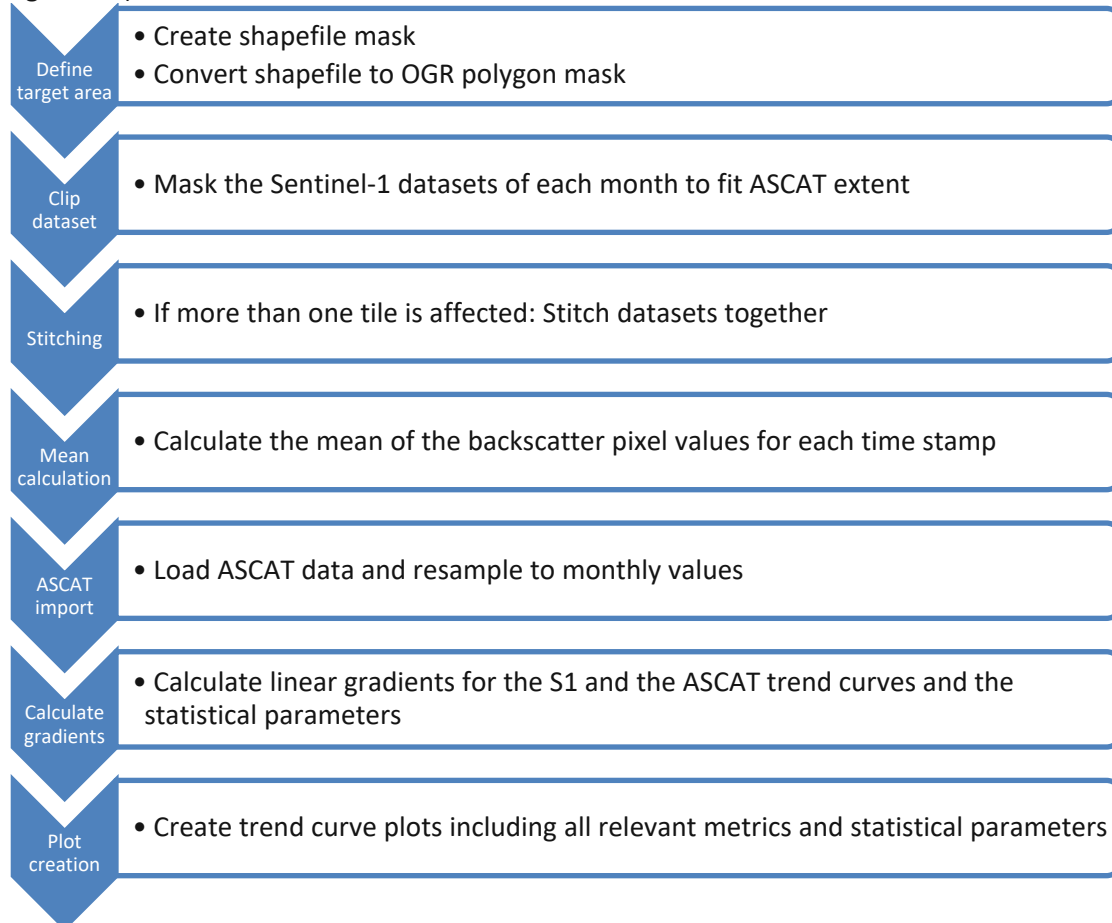 • Create shapefile mask
Define
target area
• Convert shapefile to OGR polygon mask
Clip
dataset
• Mask the Sentinel-1 datasets of each month to fit ASCAT extent
Stitching
• If more than one tile is affected: Stitch datasets together
Mean
calculation
• Calculate the mean of the backscatter pixel values for each time stamp
ASCAT
import
• Load ASCAT data and resample to monthly values
Calculate
gradients
• Calculate linear gradients for the S1 and the ASCAT trend curves and the
statistical parameters
Plot
creation
• Create trend curve plots including all relevant metrics and statistical parameters